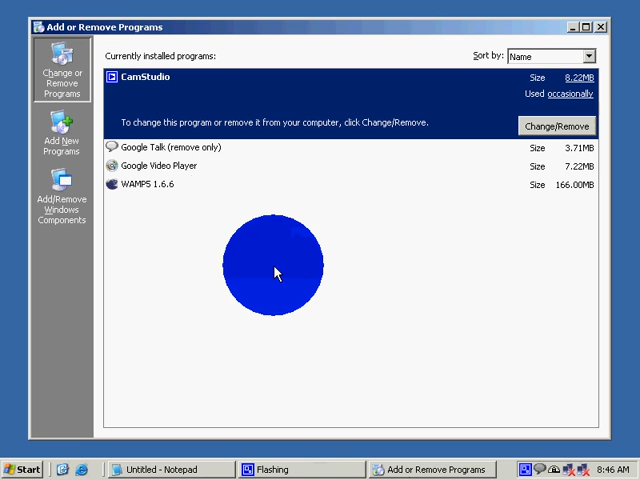 Add or Remove Programs
Change or
Remove
Programs
Add New
Programs
Add/Remove
Windows
Components
Currently installed programs:
Sort by: Name
CamStudio
Size 8.22MB
Used occasionally
To change this program or remove it from your computer, click Change/Remove.
Change/Remove
Google Talk (remove only) Size 3.71MB
Google Video Player Size 7.22MB
WAMP5 1.6.6 Size 166.00MB
Start Untitled - Notepad Flashing Add or Remove Programs 8:46 AM